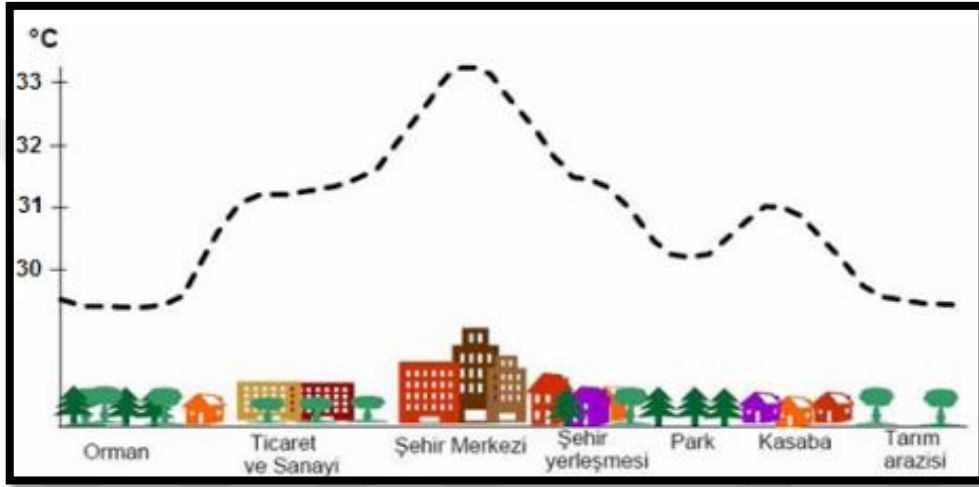 °C
33
32
31
30
Orman
Ticaret
ve Sanayi
Şehir Merkezi
Şehir
yerleşmesi
Park
Kasaba
Tarım
arazisi